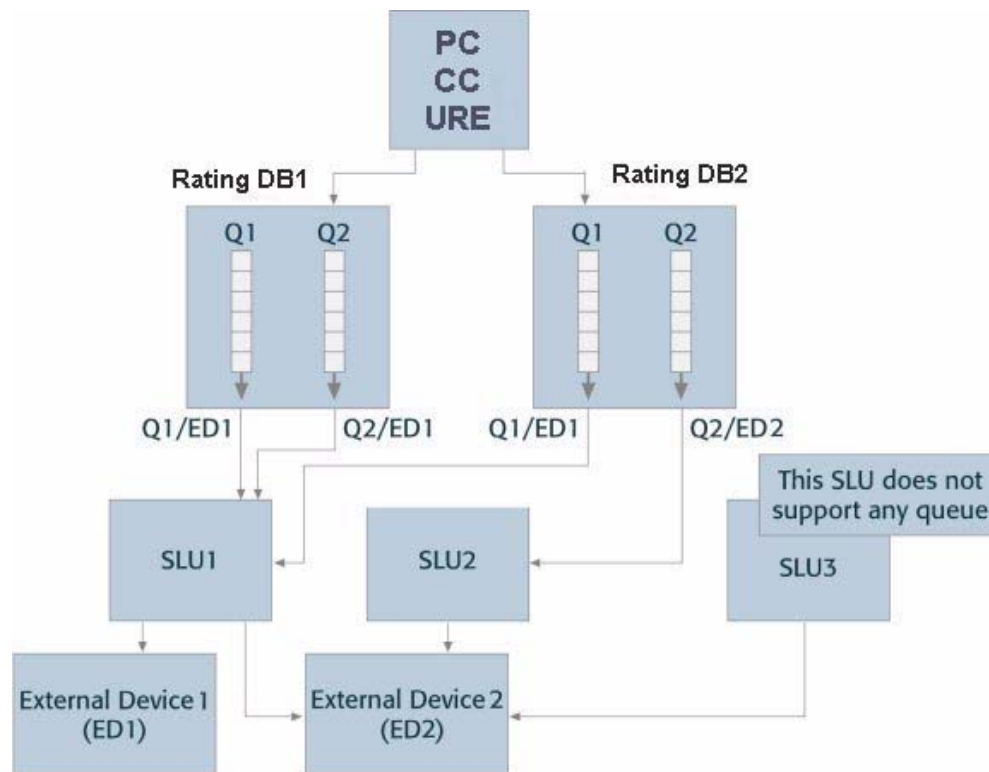 PC
CC
URE
Rating DB1
Rating DB2
Q1
Q2
Q1
Q2
Q1/ED1
Q2/ED1
Q1/ED1
Q2/ED2
This SLU does not
support any queue
SLU1
SLU2
SLU3
External Device 1
(ED1)
External Device 2
(ED2)